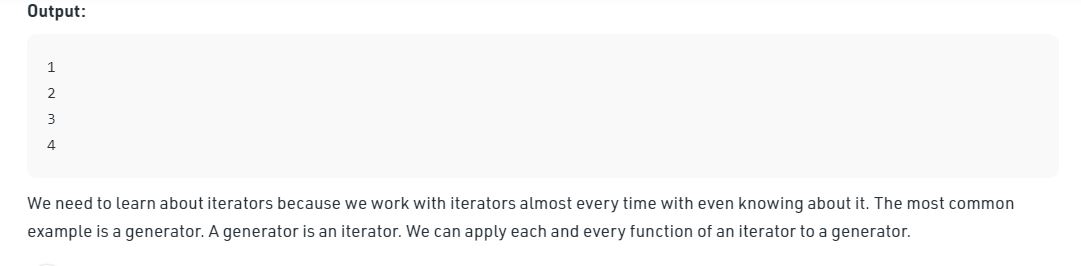 Output:
1
2
3
4
We need to learn about iterators because we work with iterators almost every time with even knowing about it. The most common
example is a generator. A generator is an iterator. We can apply each and every function of an iterator to a generator.